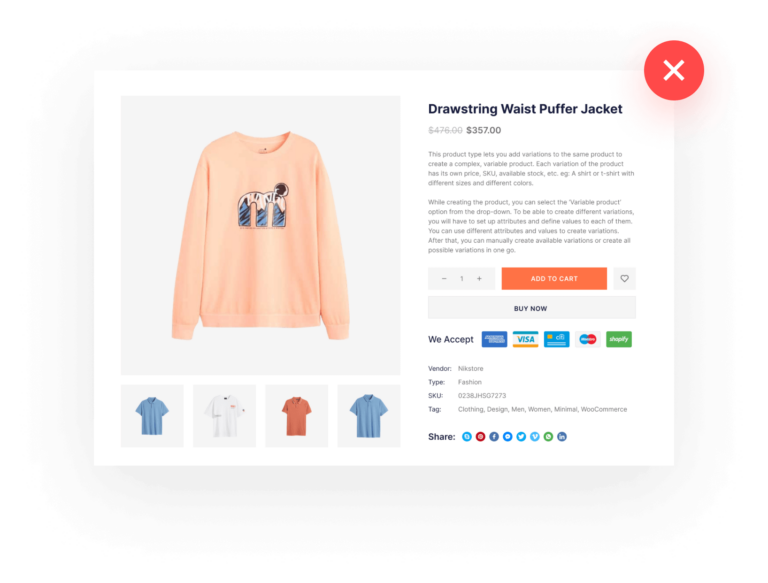 Drawstring Waist Puffer Jacket
$476.00 $357.00
This product type lets you add variations to the same product to
create a complex, variable product. Each variation of the product
has its own price, SKU, available stock, etc. eg: A shirt or t-shirt with
different sizes and different colors.
While creating the product, you can select the 'Variable product'
option from the drop-down. To be able to create different variations,
you will have to set up attributes and define values to each of them.
You can use different attributes and values to create variations.
After that, you can manually create available variations or create all
possible variations in one go.
− 1 + ADD TO CART
BUY NOW
We Accept VISA citi shopify
Vendor: Nikstore
Type: Fashion
SKU: 0238JHSG7273
Tag: Clothing, Design, Men, Women, Minimal, WooCommerce
Share: